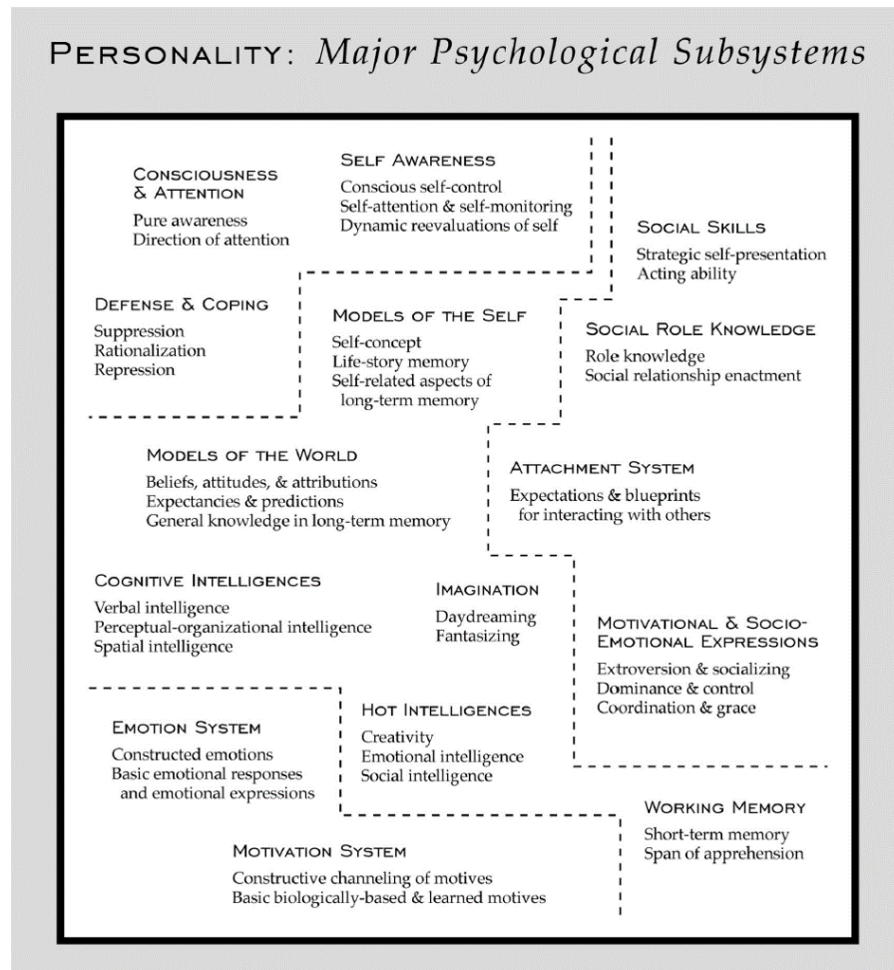 PERSONALITY: Major Psychological Subsystems
CONSCIOUSNESS
& ATTENTION
Pure awareness
Direction of attention
SELF AWARENESS
Conscious self-control
Self-attention & self-monitoring
Dynamic reevaluations of self
SOCIAL SKILLS
Strategic self-presentation
Acting ability
DEFENSE & COPING
Suppression
Rationalization
Repression
MODELS OF THE SELF
Self-concept
Life-story memory
Self-related aspects of
long-term memory
SOCIAL ROLE KNOWLEDGE
Role knowledge
Social relationship enactment
MODELS OF THE WORLD
Beliefs, attitudes, & attributions
Expectancies & predictions
General knowledge in long-term memory
ATTACHMENT SYSTEM
Expectations & blueprints
for interacting with others
COGNITIVE INTELLIGENCES
Verbal intelligence
Perceptual-organizational intelligence
Spatial intelligence
IMAGINATION
Daydreaming
Fantasizing
MOTIVATIONAL & SOCIO-
EMOTIONAL EXPRESSIONS
Extroversion & socializing
Dominance & control
Coordination & grace
EMOTION SYSTEM
Constructed emotions
Basic emotional responses
and emotional expressions
HOT INTELLIGENCES
Creativity
Emotional intelligence
Social intelligence
WORKING MEMORY
Short-term memory
Span of apprehension
MOTIVATION SYSTEM
Constructive channeling of motives
Basic biologically-based & learned motives